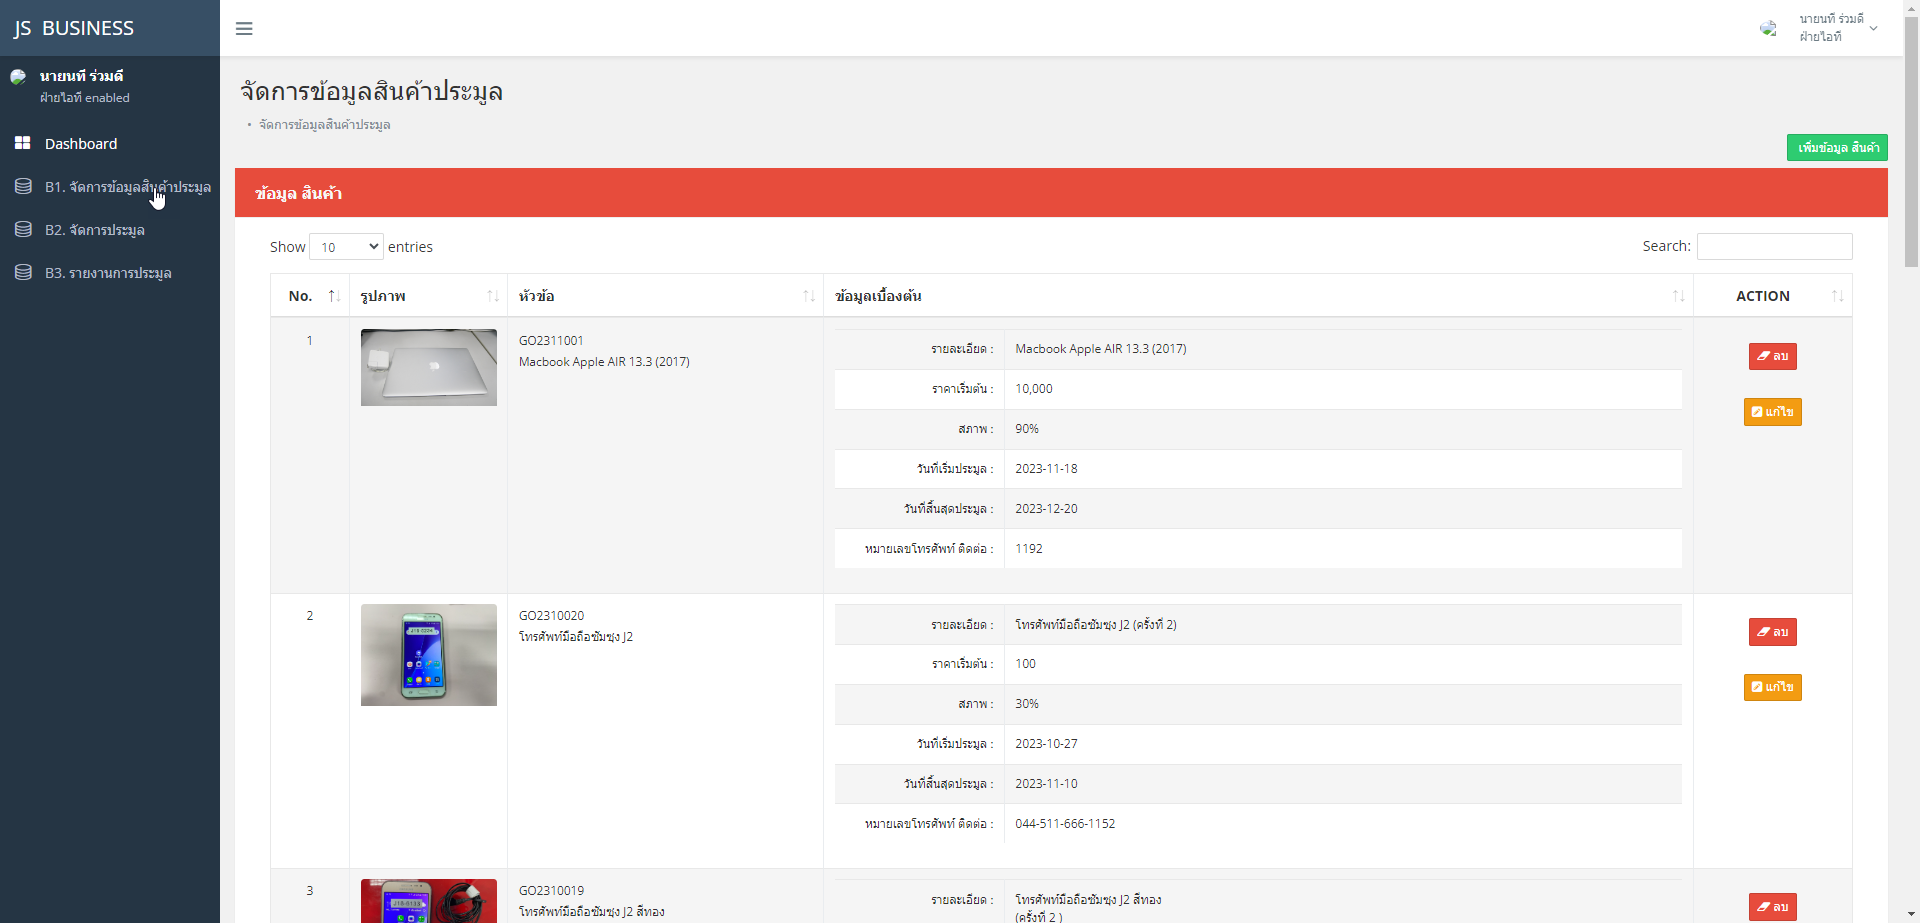 JS BUSINESS
นายนที ร่วมดี
ฝ่ายไอที
นายนที ร่วมดี
ฝ่ายไอที enabled
Dashboard
B1. จัดการข้อมูลสินค้าประมูล
B2. จัดการประมูล
B3. รายงานการประมูล
จัดการข้อมูลสินค้าประมูล
• จัดการข้อมูลสินค้าประมูล
เพิ่มข้อมูล สินค้า
ข้อมูล สินค้า
Show 10 entries
Search:
No. รูปภาพ หัวข้อ ข้อมูลเบื้องต้น ACTION
1
GO2311001
Macbook Apple AIR 13.3 (2017)
รายละเอียด : Macbook Apple AIR 13.3 (2017)
ราคาเริ่มต้น : 10,000
สภาพ : 90%
วันที่เริ่มประมูล : 2023-11-18
วันที่สิ้นสุดประมูล : 2023-12-20
หมายเลขโทรศัพท์ ติดต่อ : 1192
ลบ
แก้ไข
2
GO2310020
โทรศัพท์มือถือซัมซุง J2
รายละเอียด : โทรศัพท์มือถือซัมซุง J2 (ครั้งที่ 2)
ราคาเริ่มต้น : 100
สภาพ : 30%
วันที่เริ่มประมูล : 2023-10-27
วันที่สิ้นสุดประมูล : 2023-11-10
หมายเลขโทรศัพท์ ติดต่อ : 044-511-666-1152
ลบ
แก้ไข
3
GO2310019
โทรศัพท์มือถือซัมซุง J2 สีทอง
รายละเอียด : โทรศัพท์มือถือซัมซุง J2 สีทอง
(ครั้งที่ 2 )
ลบ